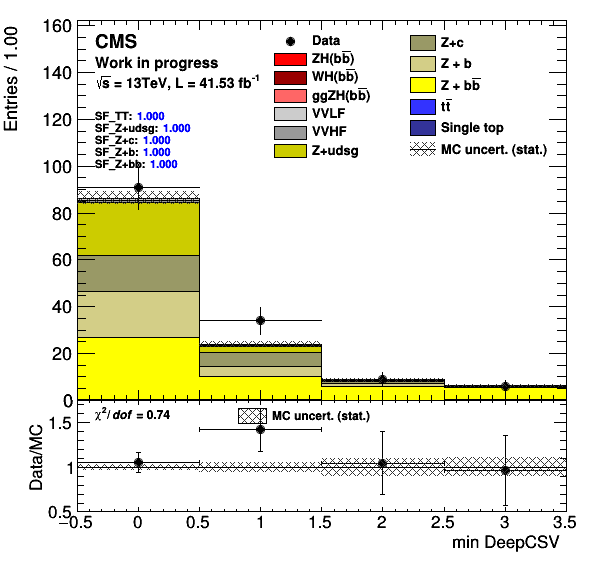 Entries / 1.00
160
140
120
100
80
60
40
20
0
CMS
Work in progress
√s = 13TeV, L = 41.53 fb⁻¹
SF_TT: 1.000
SF_Z+udsg: 1.000
SF_Z+c: 1.000
SF_Z+b: 1.000
SF_Z+bb: 1.000
Data
ZH(bb̅)
WH(bb̅)
ggZH(bb̅)
VVLF
VVHF
Z+udsg
Z+c
Z + b
Z + bb̅
tt̅
Single top
MC uncert. (stat.)
Data/MC
1.5
1
0.5
χ²/dof = 0.74
MC uncert. (stat.)
−0.5 0 0.5 1 1.5 2 2.5 3 3.5
min DeepCSV